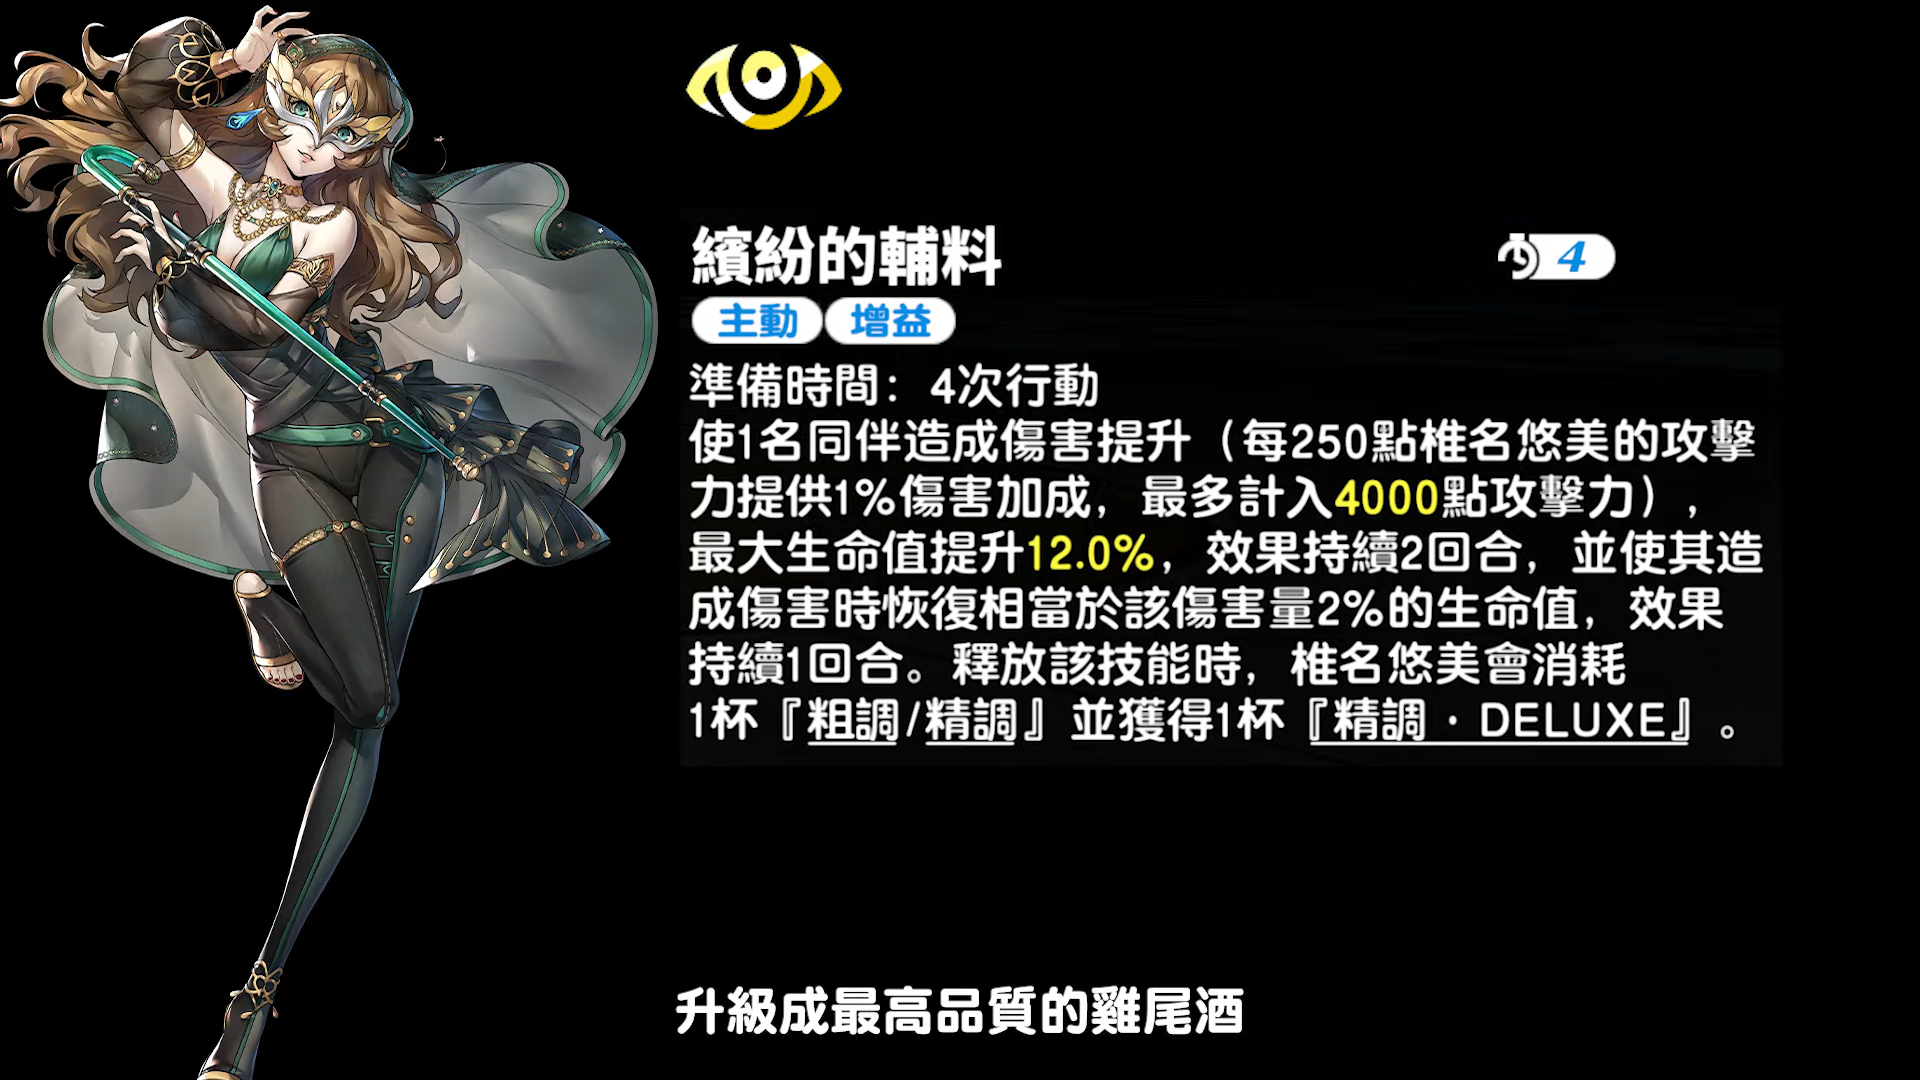 繽紛的輔料
4
主動 增益
準備時間：4次行動
使1名同伴造成傷害提升（每250點椎名悠美的攻擊
力提供1%傷害加成，最多計入4000點攻擊力），
最大生命值提升12.0%，效果持續2回合，並使其造
成傷害時恢復相當於該傷害量2%的生命值，效果
持續1回合。釋放該技能時，椎名悠美會消耗
1杯『粗調/精調』並獲得1杯『精調・DELUXE』。
升級成最高品質的雞尾酒